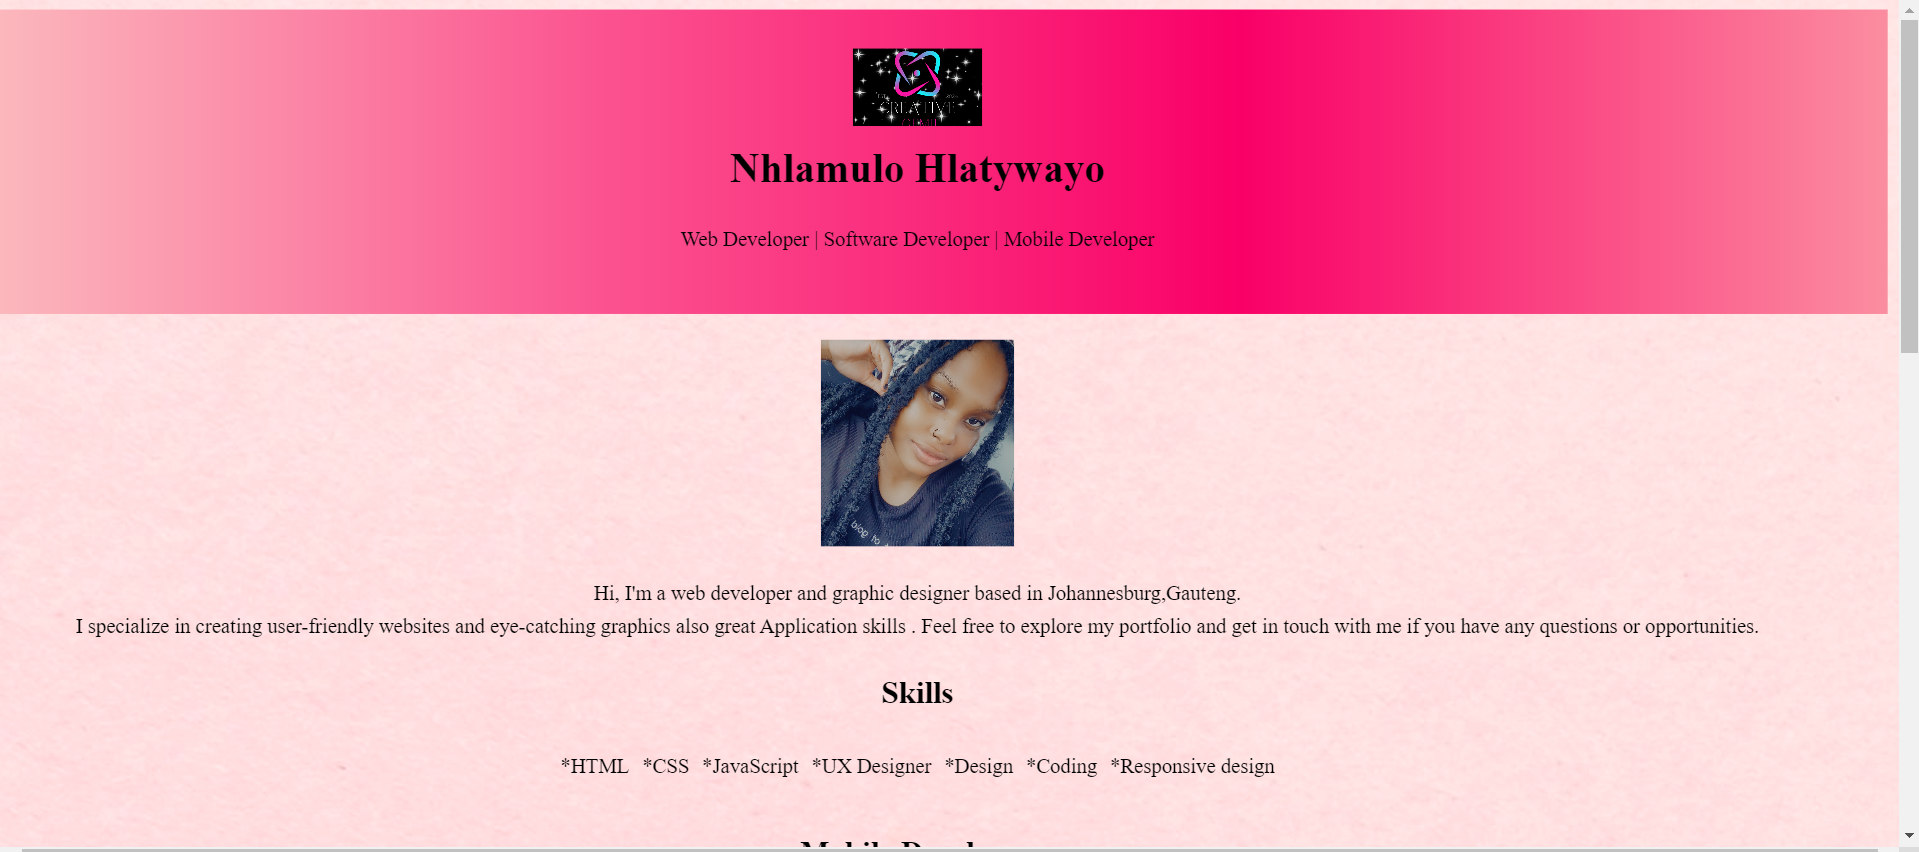 CREATIVE
Nhlamulo Hlatywayo
Web Developer | Software Developer | Mobile Developer
blog to
Hi, I'm a web developer and graphic designer based in Johannesburg,Gauteng.
I specialize in creating user-friendly websites and eye-catching graphics also great Application skills . Feel free to explore my portfolio and get in touch with me if you have any questions or opportunities.
Skills
*HTML *CSS *JavaScript *UX Designer *Design *Coding *Responsive design